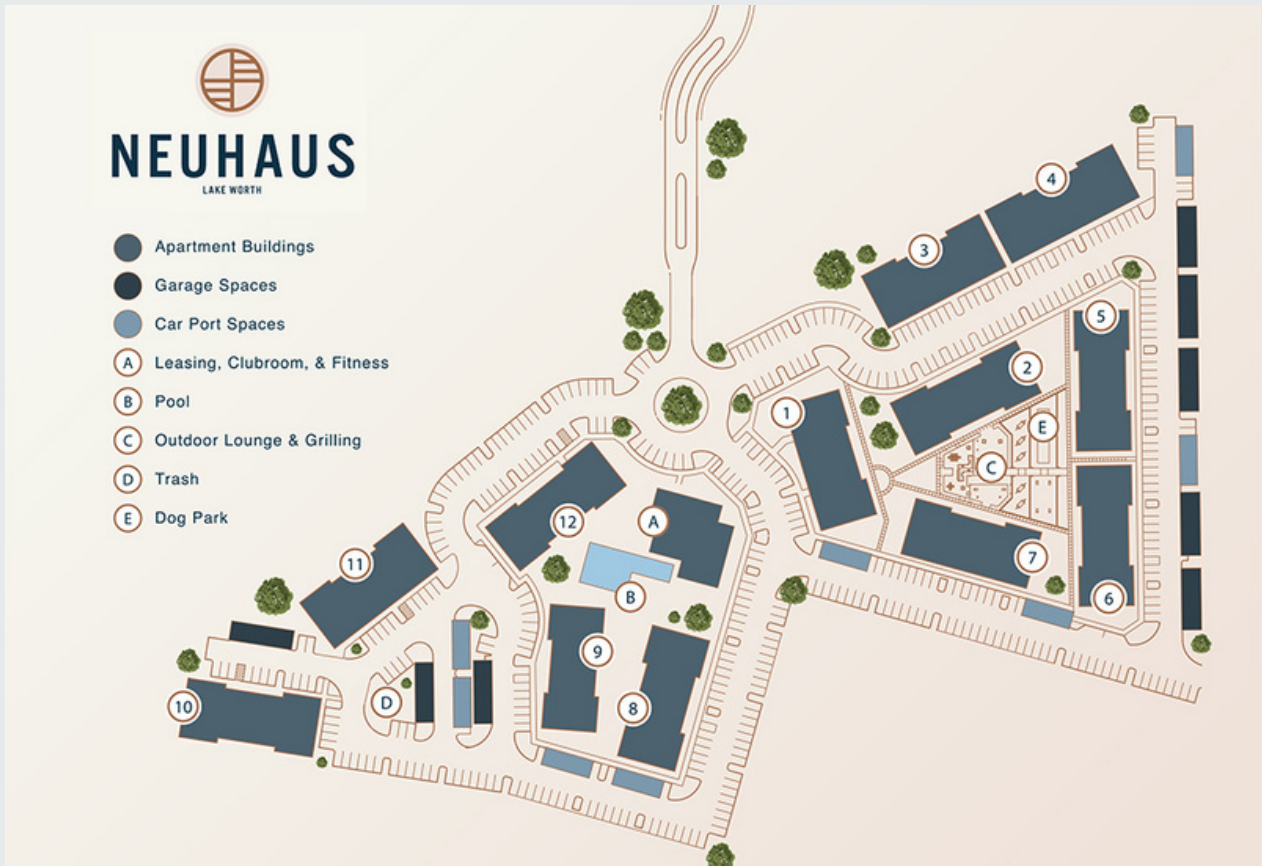 NEUHAUS
LAKE WORTH
Apartment Buildings
Garage Spaces
Car Port Spaces
A Leasing, Clubroom, & Fitness
B Pool
C Outdoor Lounge & Grilling
D Trash
E Dog Park
4
3
5
2
1
E
C
12
A
7
11
B
6
9
D
10
8